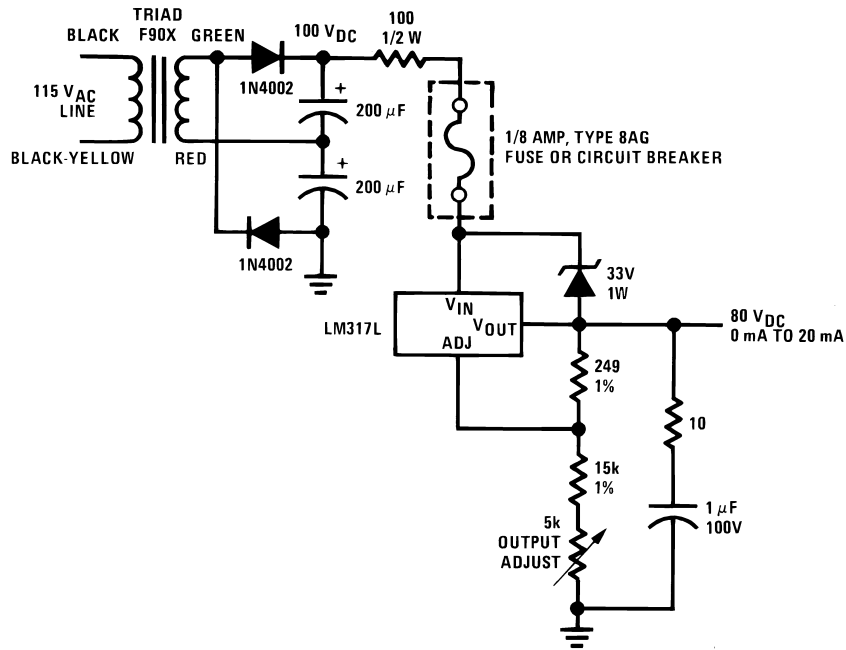 TRIAD
F90X
BLACK
GREEN
115 VAC
LINE
BLACK-YELLOW
RED
1N4002
1N4002
100 VDC
100
1/2 W
+
200 μF
+
200 μF
1/8 AMP, TYPE 8AG
FUSE OR CIRCUIT BREAKER
33V
1W
LM317L
VIN
VOUT
ADJ
80 VDC
0 mA TO 20 mA
249
1%
10
15k
1%
1 μF
100V
5k
OUTPUT
ADJUST